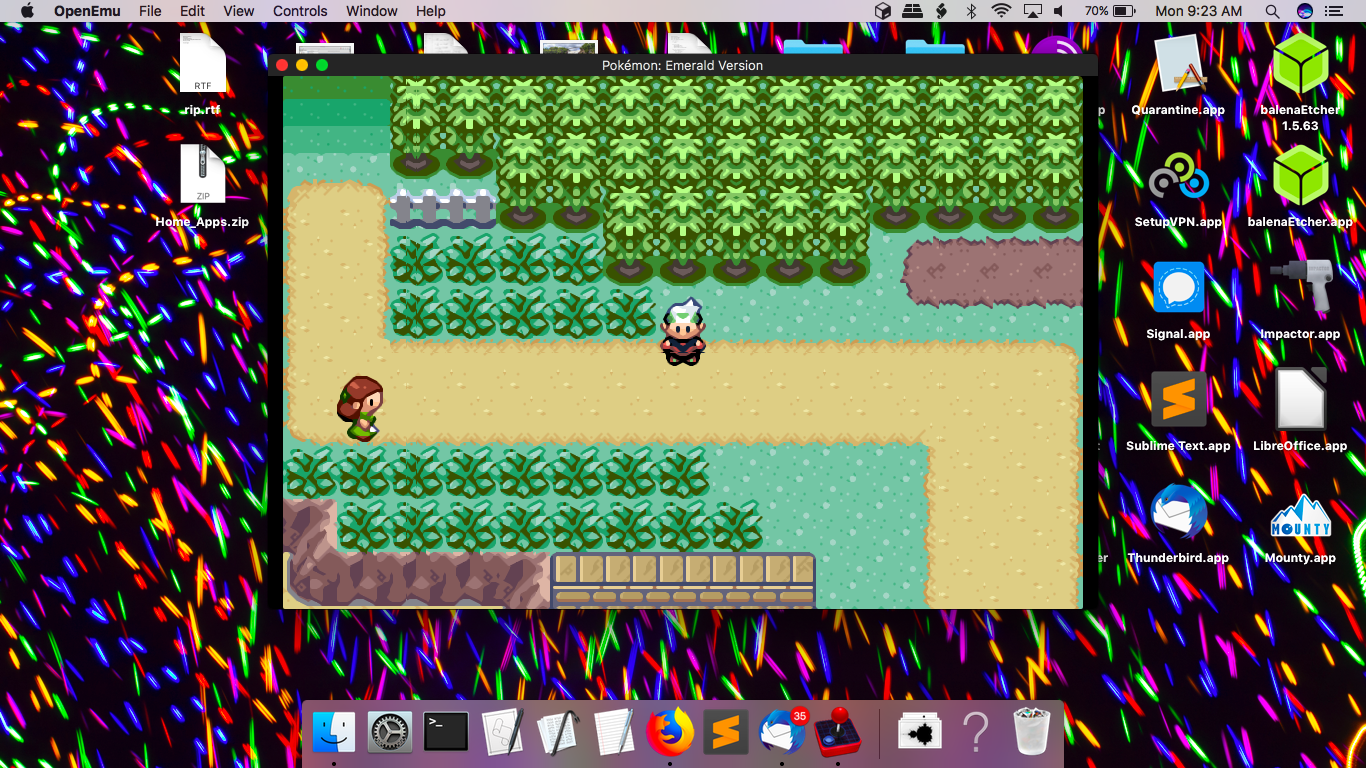 OpenEmu File Edit View Controls Window Help 70% Mon 9:23 AM
Pokémon: Emerald Version
RTF
rip.rtf
ZIP
Home_Apps.zip
Quarantine.app
balenaEtcher
1.5.63
SetupVPN.app
balenaEtcher.app
Signal.app
Impactor.app
Sublime Text.app
LibreOffice.app
MOUNTY
er
Thunderbird.app
Mounty.app
>_
35
?